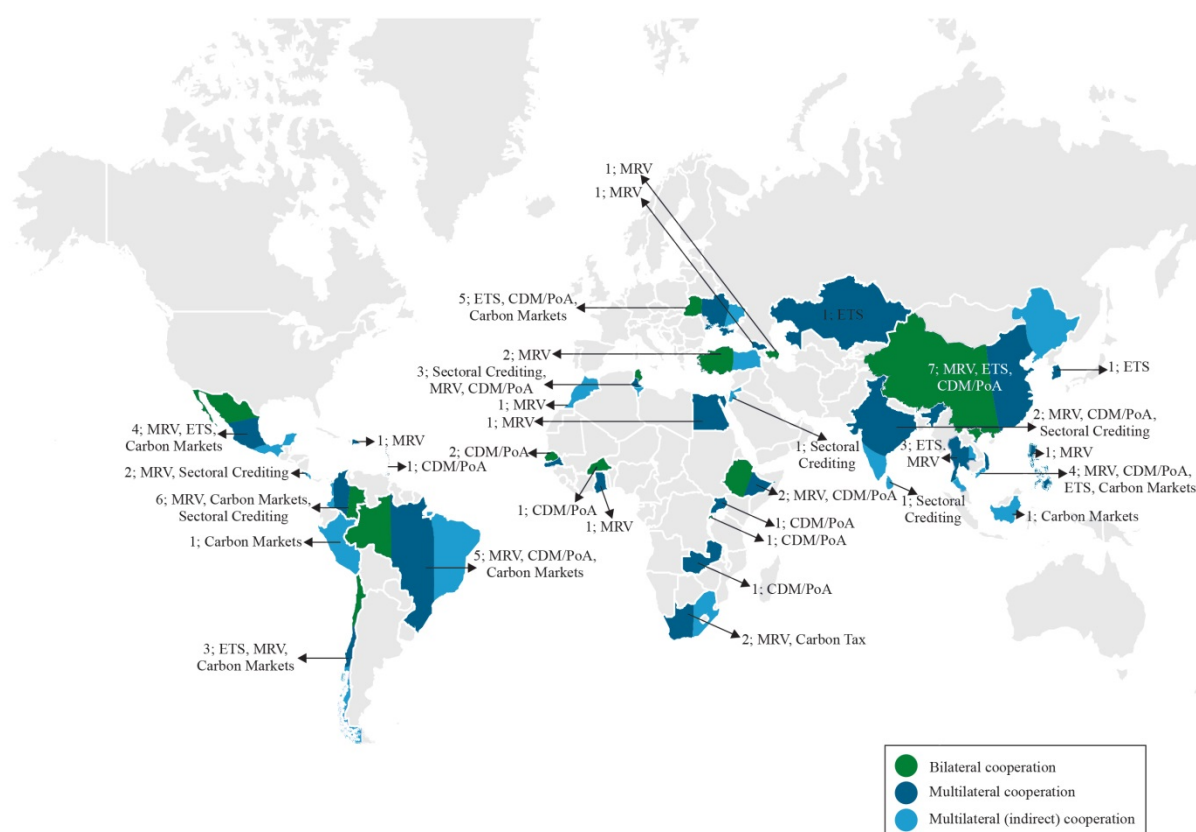 1; MRV
1; MRV
5; ETS, CDM/PoA,
Carbon Markets
1; ETS
2; MRV
3; Sectoral Crediting,
MRV, CDM/PoA
7; MRV, ETS,
CDM/PoA
1; ETS
1; MRV
1; MRV
2; MRV, CDM/PoA,
Sectoral Crediting
4; MRV, ETS,
Carbon Markets
1; MRV
2; CDM/PoA
1; Sectoral
Crediting
3; ETS,
MRV
1; MRV
1; CDM/PoA
2; MRV, Sectoral Crediting
4; MRV, CDM/PoA,
ETS, Carbon Markets
2; MRV, CDM/PoA
1; Sectoral
Crediting
6; MRV, Carbon Markets,
Sectoral Crediting
1; CDM/PoA
1; MRV
1; CDM/PoA
1; Carbon Markets
1; CDM/PoA
1; Carbon Markets
5; MRV, CDM/PoA,
Carbon Markets
1; CDM/PoA
2; MRV, Carbon Tax
3; ETS, MRV,
Carbon Markets
Bilateral cooperation
Multilateral cooperation
Multilateral (indirect) cooperation